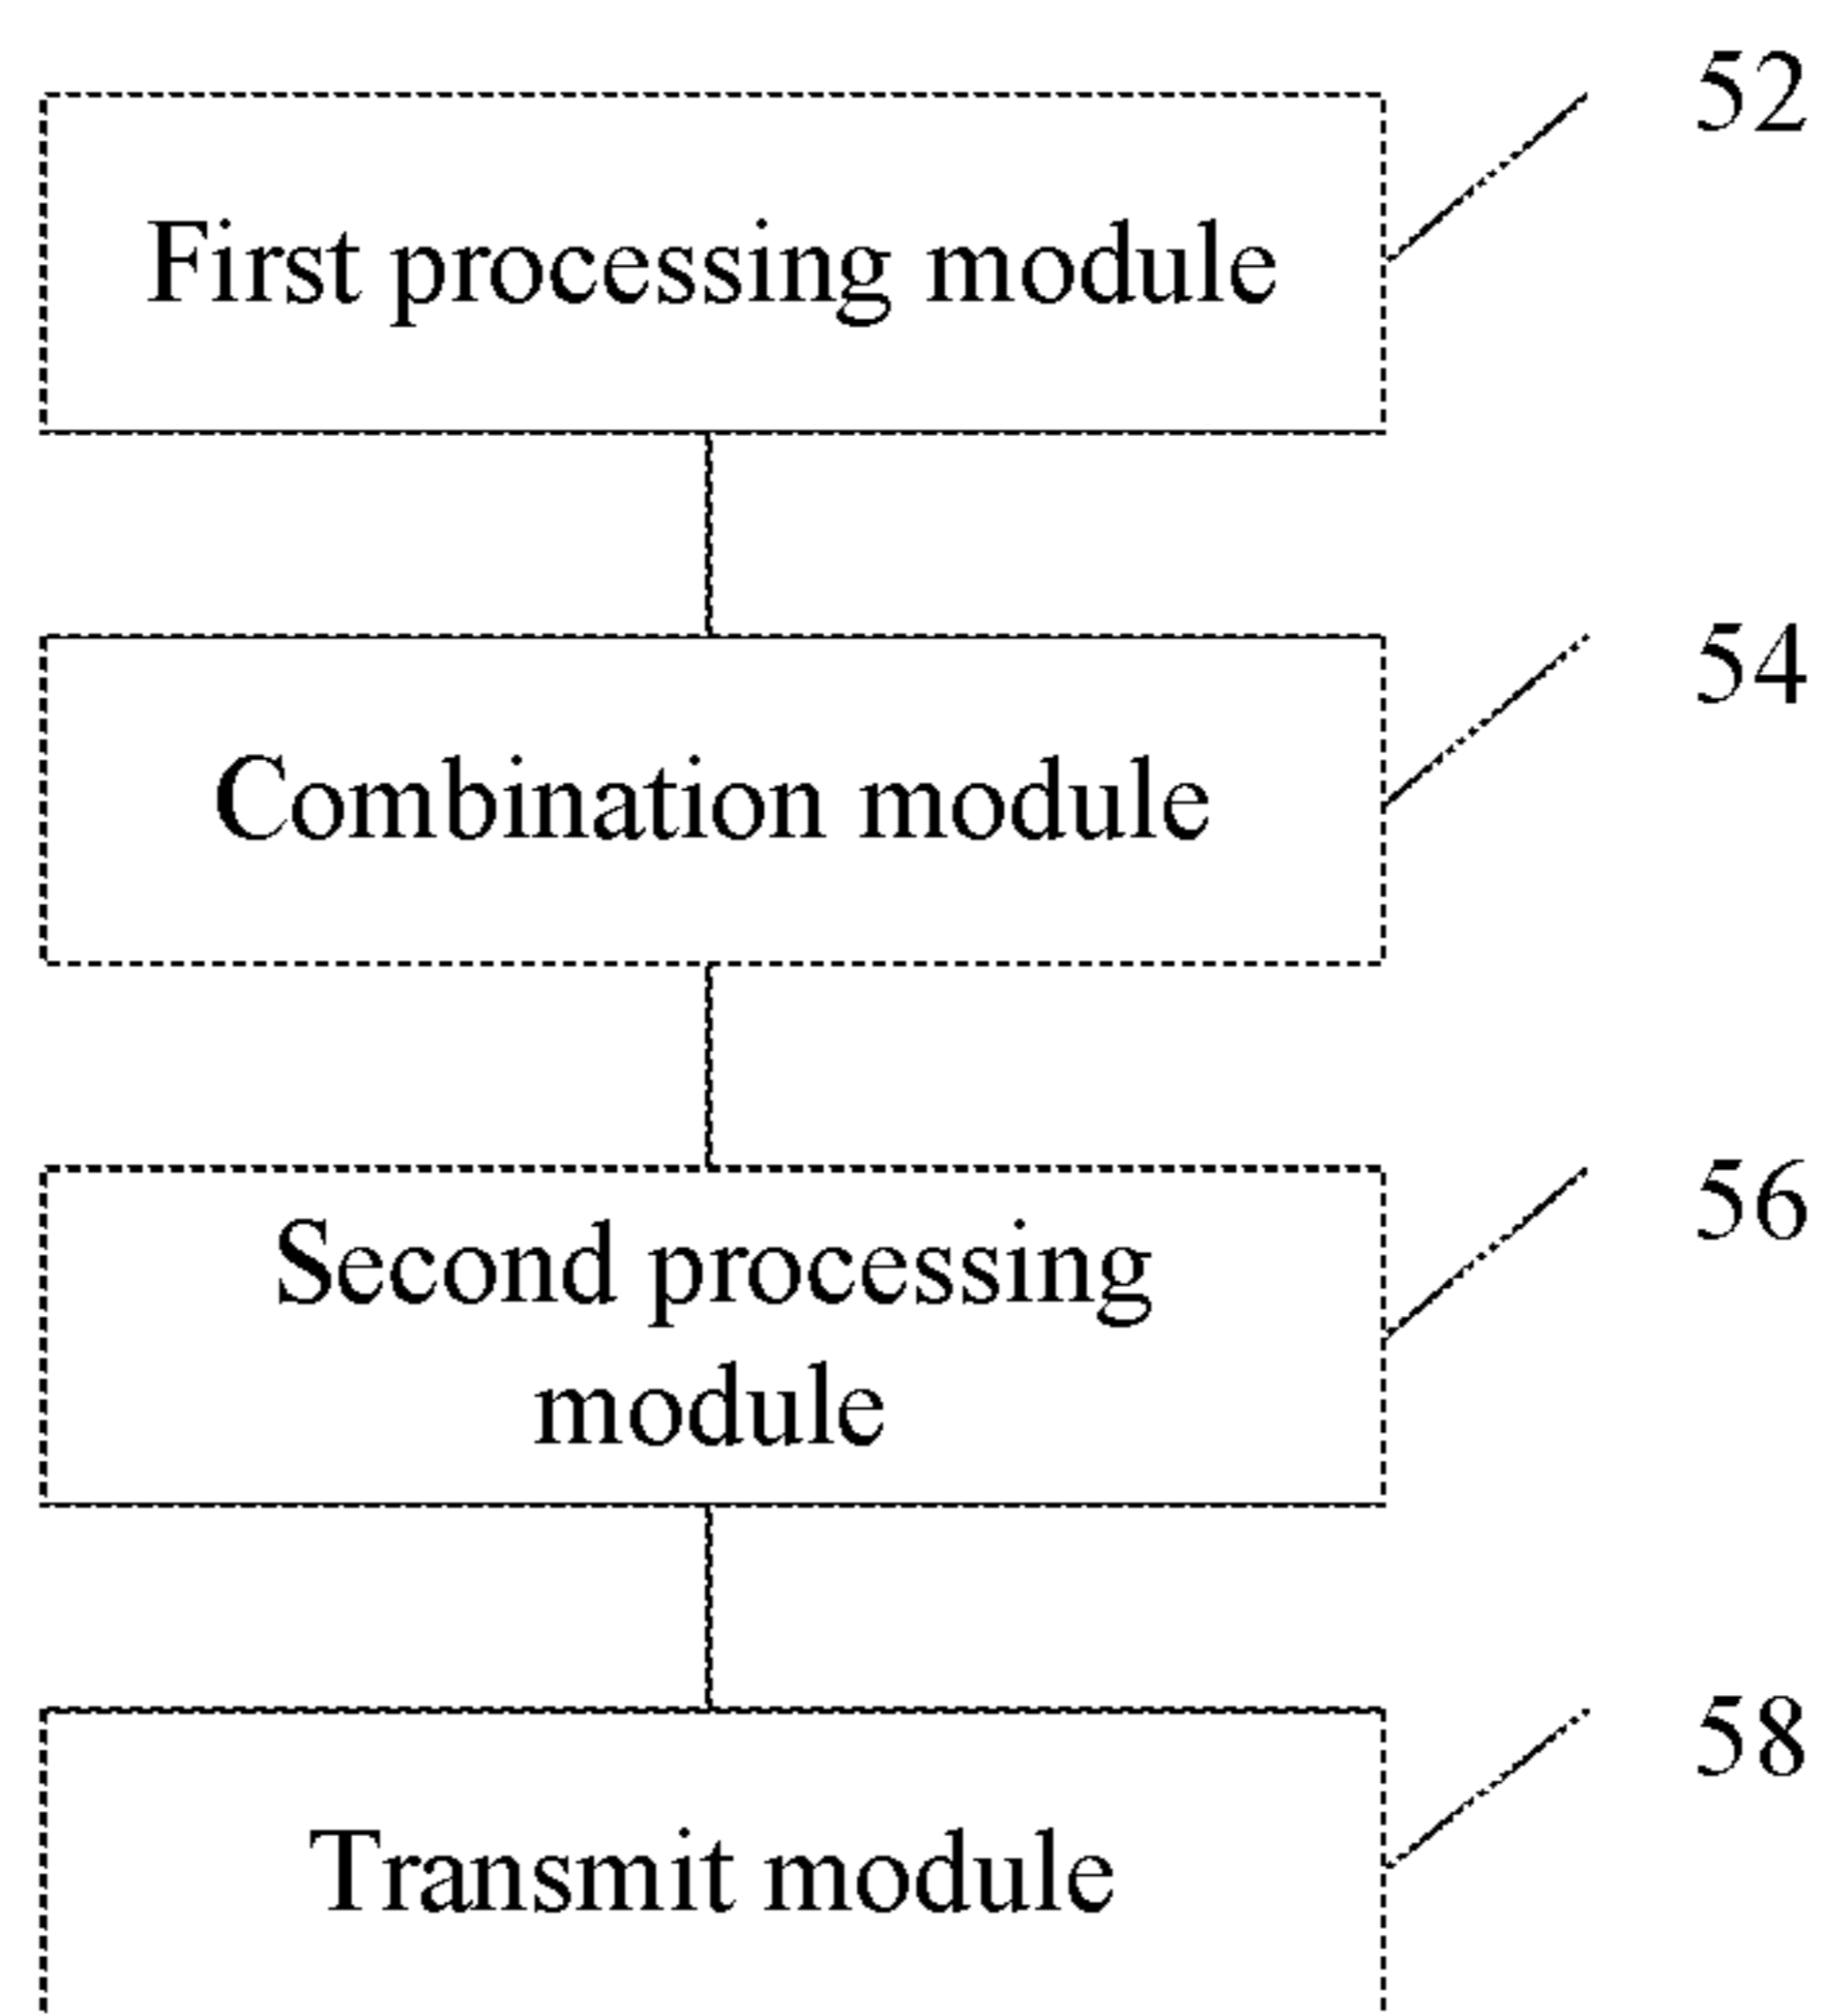 52
First processing module
54
Combination module
56
Second processing
module
58
Transmit module